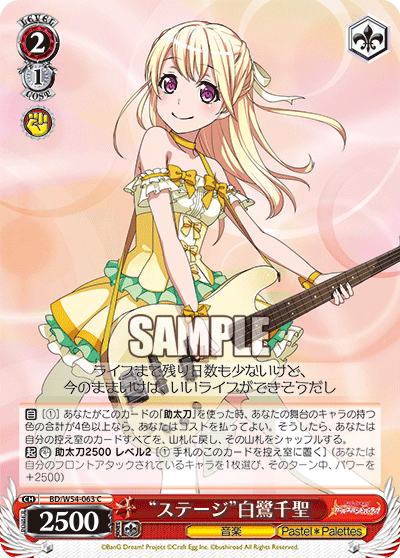 LEVEL
2
1
COST
SAMPLE
ライブまで残り日数も少ないけど、
今のままいけば、いいライブができそうだし
【自】[①] あなたがこのカードの『助太刀』を使った時、あなたの舞台のキャラの持つ
色の合計が4色以上なら、あなたはコストを払ってよい。そうしたら、あなたは
自分の控え室のカードすべてを、山札に戻し、その山札をシャッフルする。
【起】助太刀2500 レベル2 [① 手札のこのカードを控え室に置く] (あなたは
自分のフロントアタックされているキャラを1枚選び、そのターン中、パワーを
+2500)
CH
BD/W54-063 C
POWER
2500
“ステージ”白鷺千聖
音楽
Pastel＊Palettes
©BanG Dream! Project ©Craft Egg Inc. ©bushiroad All Rights Reserved.